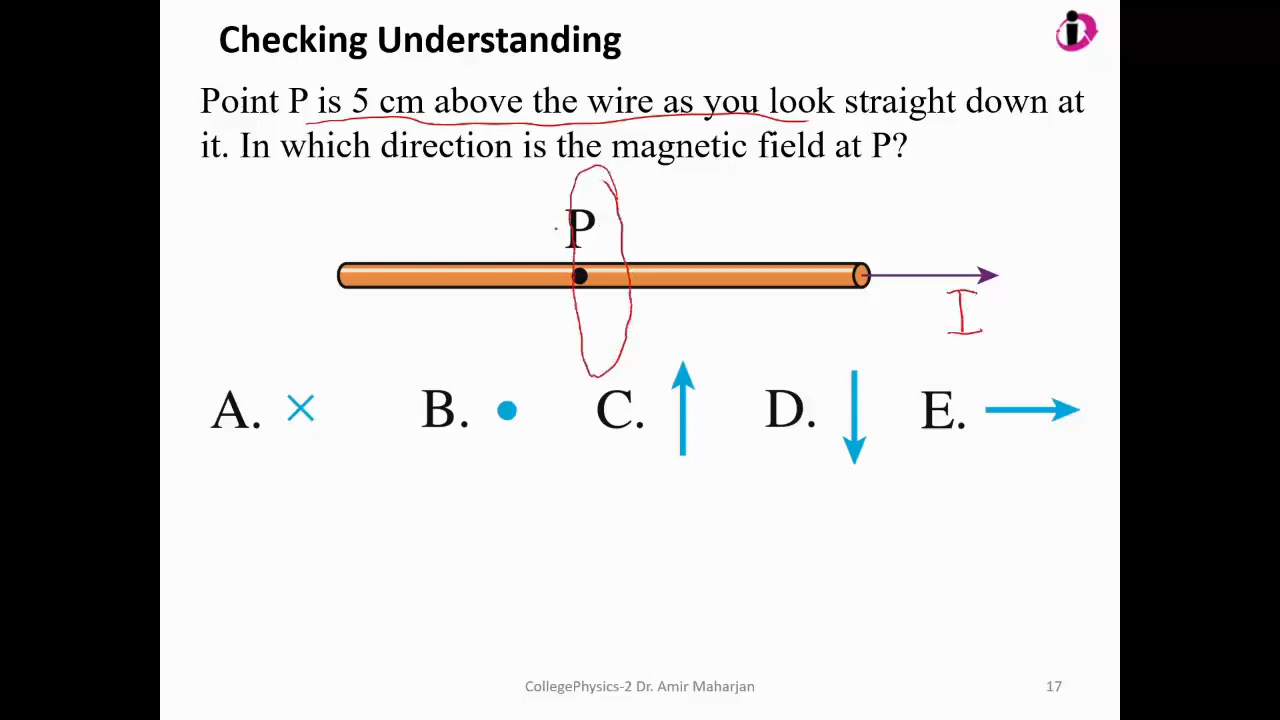 Checking Understanding
Point P is 5 cm above the wire as you look straight down at
it. In which direction is the magnetic field at P?
P
I
A. × B. • C. ↑ D. ↓ E. →
CollegePhysics-2 Dr. Amir Maharjan 17